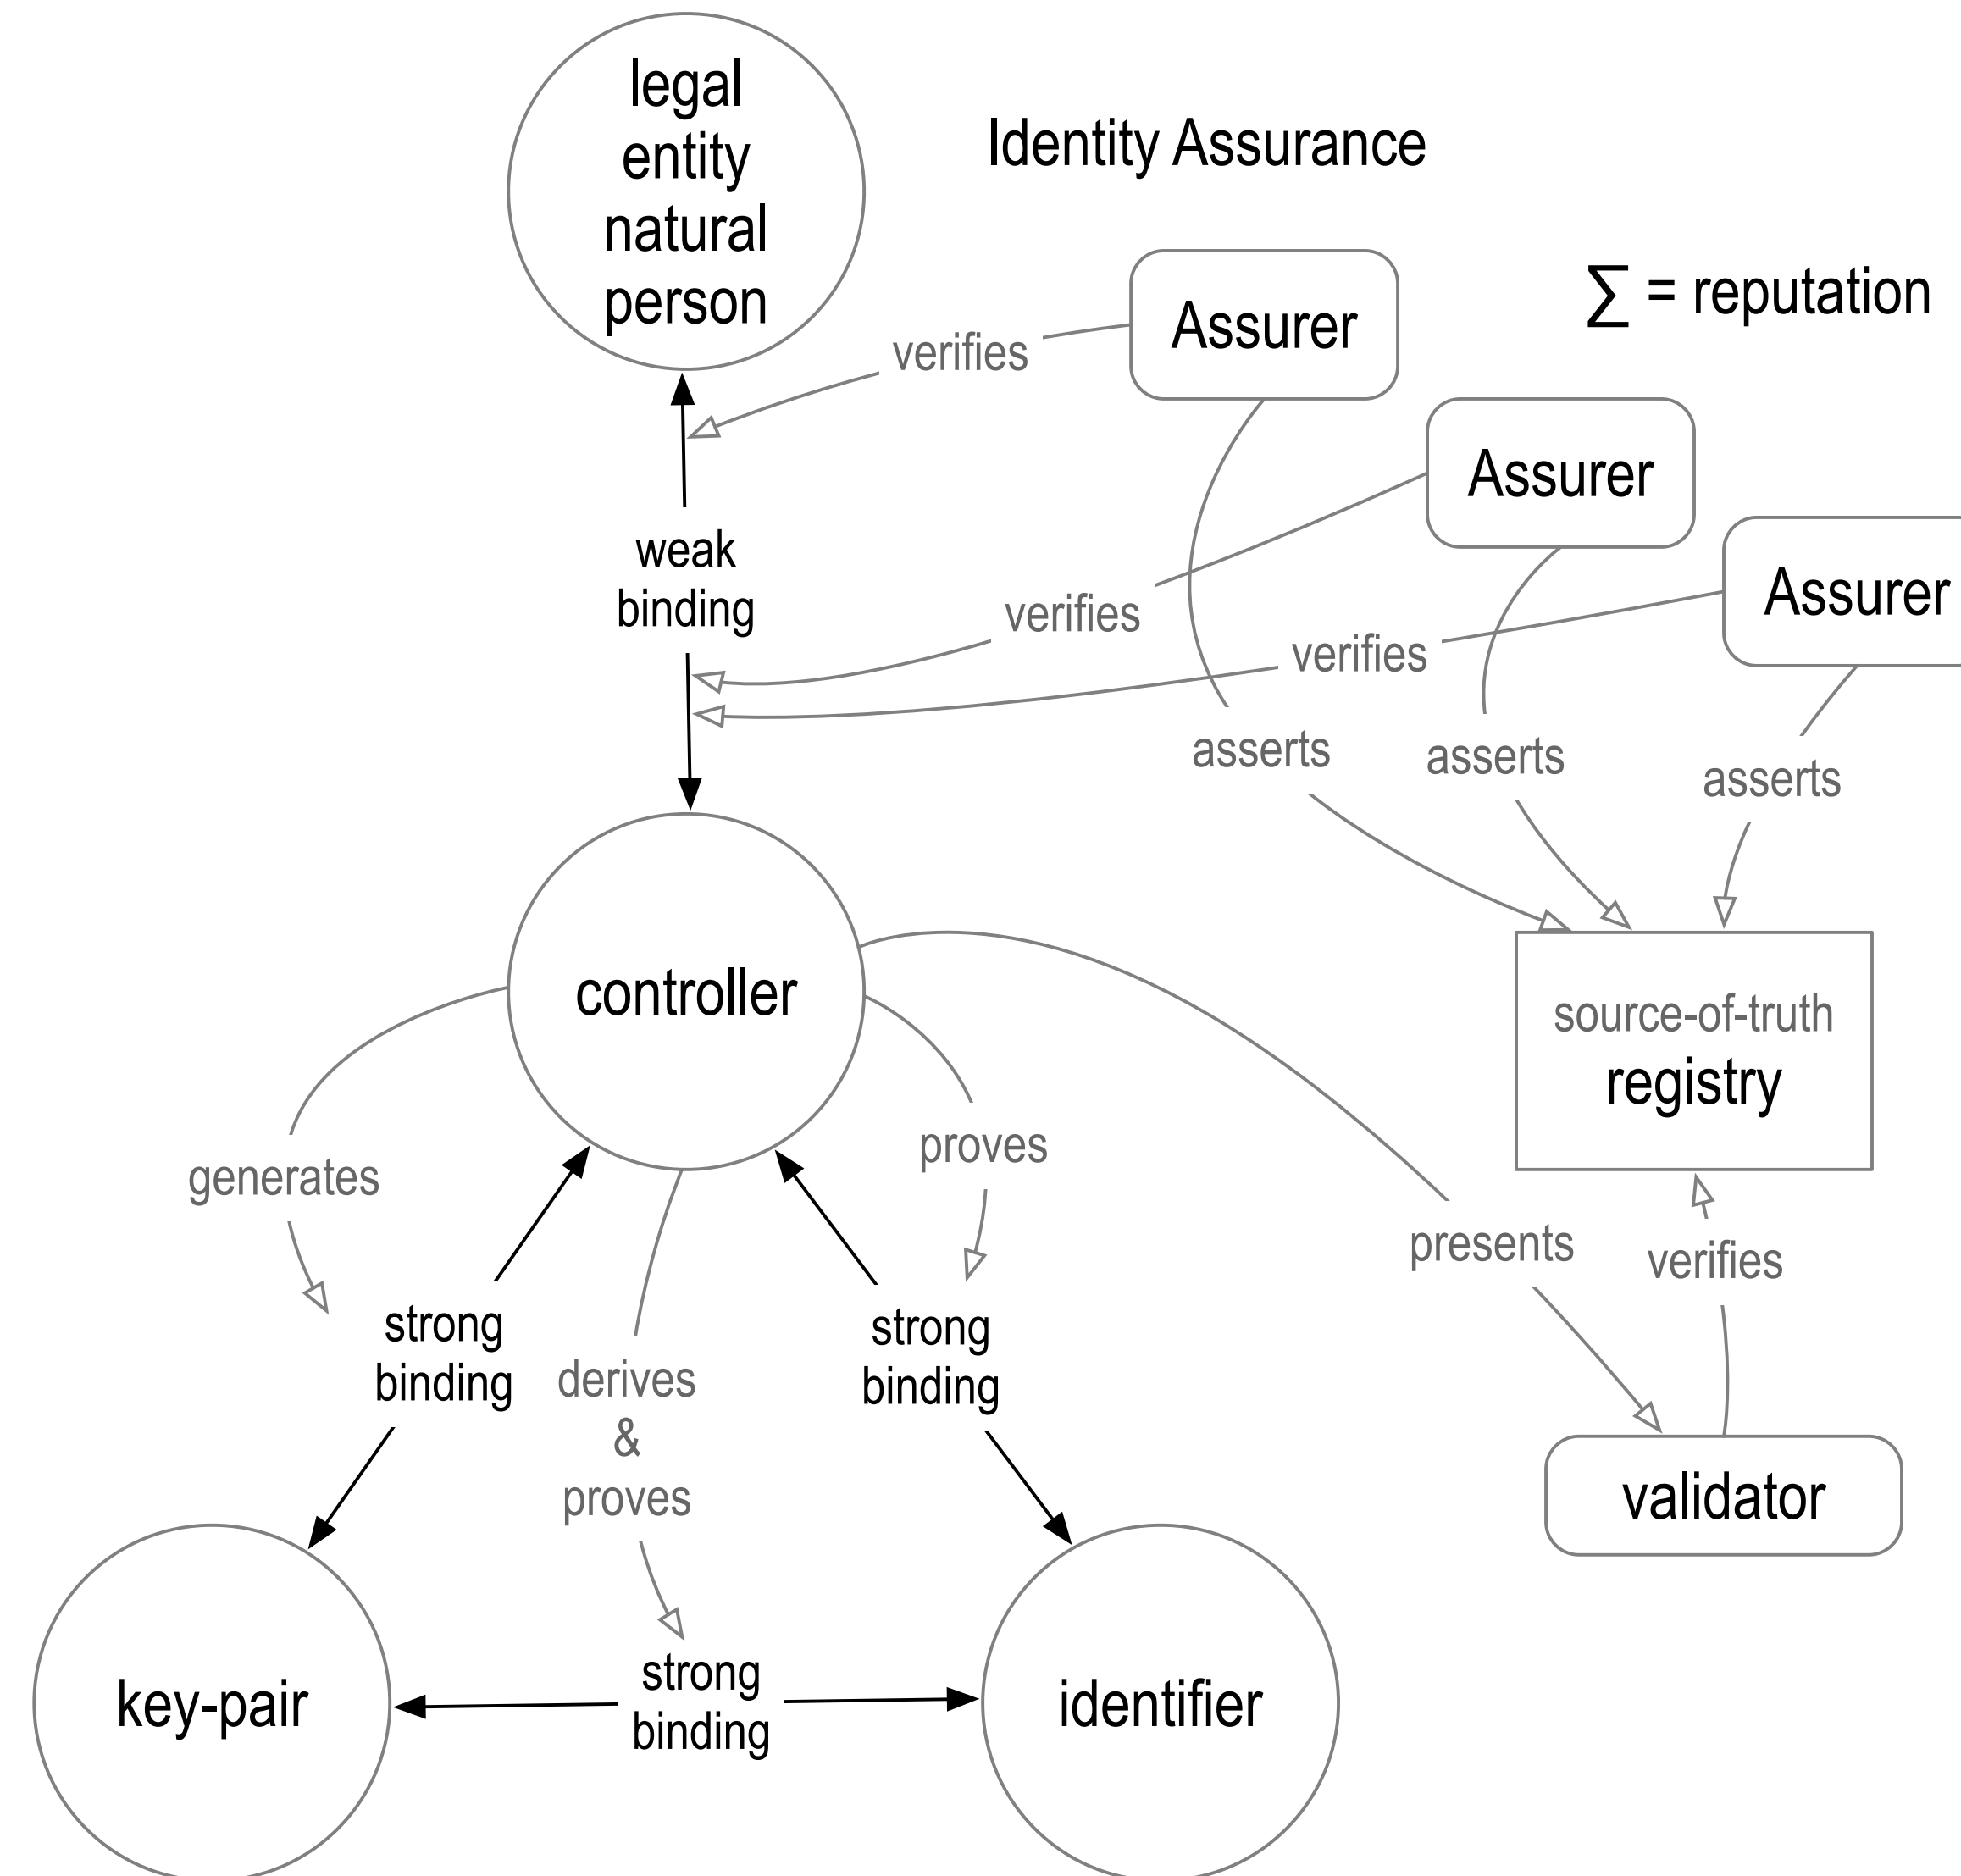 legal
entity
natural
person
Identity Assurance
∑ = reputation
Assurer
verifies
Assurer
Assurer
weak
binding
verifies
verifies
asserts
asserts
asserts
controller
source-of-truth
registry
proves
generates
presents
verifies
strong
binding
strong
binding
derives
&
proves
validator
strong
binding
key-pair
identifier